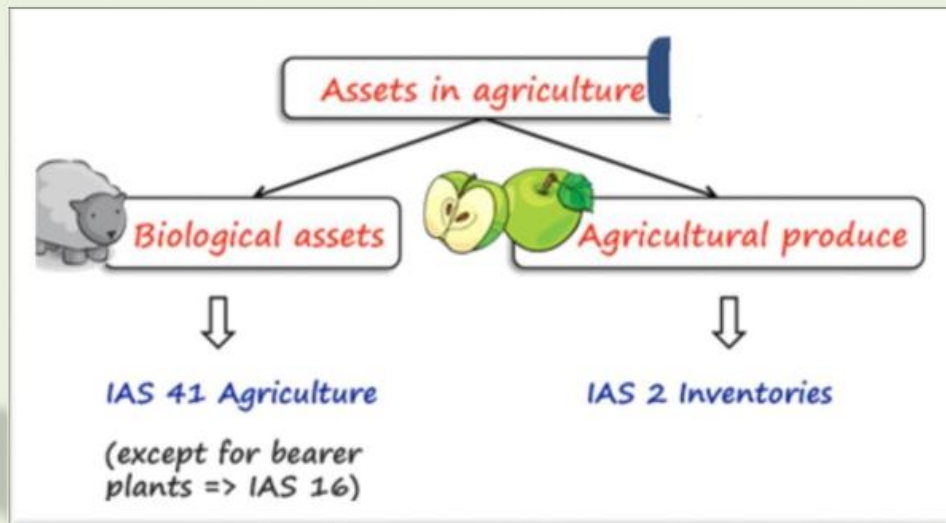 Assets in agriculture
Biological assets
Agricultural produce
IAS 41 Agriculture
IAS 2 Inventories
(except for bearer
plants => IAS 16)